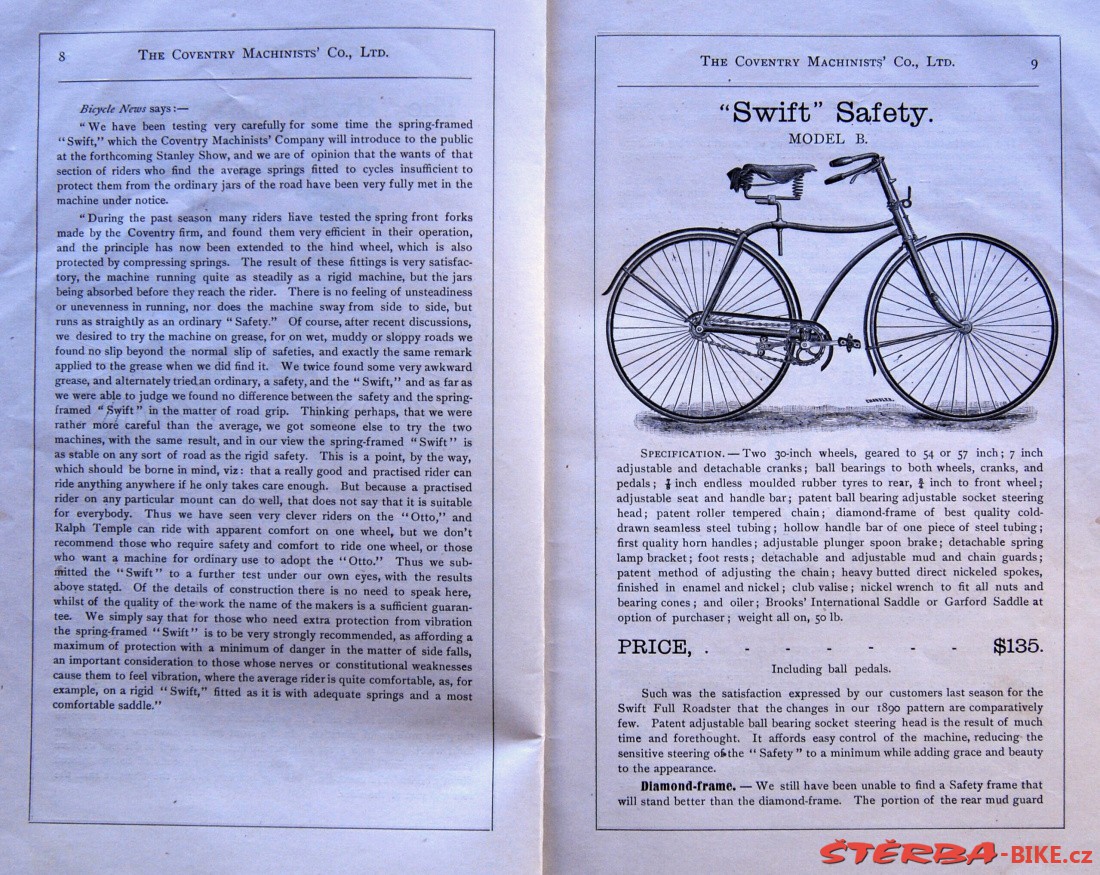 8
THE COVENTRY MACHINISTS' CO., LTD.
Bicycle News says:—
"We have been testing very carefully for some time the spring-framed
"Swift," which the Coventry Machinists' Company will introduce to the public
at the forthcoming Stanley Show, and we are of opinion that the wants of that
section of riders who find the average springs fitted to cycles insufficient to
protect them from the ordinary jars of the road have been very fully met in the
machine under notice.
"During the past season many riders have tested the spring front forks
made by the Coventry firm, and found them very efficient in their operation,
and the principle has now been extended to the hind wheel, which is also
protected by compressing springs. The result of these fittings is very satisfac-
tory, the machine running quite as steadily as a rigid machine, but the jars
being absorbed before they reach the rider. There is no feeling of unsteadiness
or unevenness in running, nor does the machine sway from side to side, but
runs as straightly as an ordinary "Safety." Of course, after recent discussions,
we desired to try the machine on grease, for on wet, muddy or sloppy roads we
found no slip beyond the normal slip of safeties, and exactly the same remark
applied to the grease when we did find it. We twice found some very awkward
grease, and alternately tried an ordinary, a safety, and the "Swift," and as far as
we were able to judge we found no difference between the safety and the spring-
framed "Swift" in the matter of road grip. Thinking perhaps, that we were
rather more careful than the average, we got someone else to try the two
machines, with the same result, and in our view the spring-framed "Swift" is
as stable on any sort of road as the rigid safety. This is a point, by the way,
which should be borne in mind, viz: that a really good and practised rider can
ride anything anywhere if he only takes care enough. But because a practised
rider on any particular mount can do well, that does not say that it is suitable
for everybody. Thus we have seen very clever riders on the "Otto," and
Ralph Temple can ride with apparent comfort on one wheel, but we don't
recommend those who require safety and comfort to ride one wheel, or those
who want a machine for ordinary use to adopt the "Otto." Thus we sub-
mitted the "Swift" to a further test under our own eyes, with the results
above stated. Of the details of construction there is no need to speak here,
whilst of the quality of the work the name of the makers is a sufficient guaran-
tee. We simply say that for those who need extra protection from vibration
the spring-framed "Swift" is to be very strongly recommended, as affording a
maximum of protection with a minimum of danger in the matter of side falls,
an important consideration to those whose nerves or constitutional weaknesses
cause them to feel vibration, where the average rider is quite comfortable, as, for
example, on a rigid "Swift," fitted as it is with adequate springs and a most
comfortable saddle."
THE COVENTRY MACHINISTS' CO., LTD.
9
"Swift" Safety.
MODEL B.
SPECIFICATION.—Two 30-inch wheels, geared to 54 or 57 inch; 7 inch
adjustable and detachable cranks; ball bearings to both wheels, cranks, and
pedals; ⅞ inch endless moulded rubber tyres to rear, ¾ inch to front wheel;
adjustable seat and handle bar; patent ball bearing adjustable socket steering
head; patent roller tempered chain; diamond-frame of best quality cold-
drawn seamless steel tubing; hollow handle bar of one piece of steel tubing;
first quality horn handles; adjustable plunger spoon brake; detachable spring
lamp bracket; foot rests; detachable and adjustable mud and chain guards;
patent method of adjusting the chain; heavy butted direct nickeled spokes,
finished in enamel and nickel; club valise; nickel wrench to fit all nuts and
bearing cones; and oiler; Brooks' International Saddle or Garford Saddle at
option of purchaser; weight all on, 50 lb.
PRICE, . - - - - - - $135.
Including ball pedals.
Such was the satisfaction expressed by our customers last season for the
Swift Full Roadster that the changes in our 1890 pattern are comparatively
few. Patent adjustable ball bearing socket steering head is the result of much
time and forethought. It affords easy control of the machine, reducing the
sensitive steering of the "Safety" to a minimum while adding grace and beauty
to the appearance.
Diamond-frame.—We still have been unable to find a Safety frame that
will stand better than the diamond-frame. The portion of the rear mud guard
ŠTĚRBA-BIKE.cz